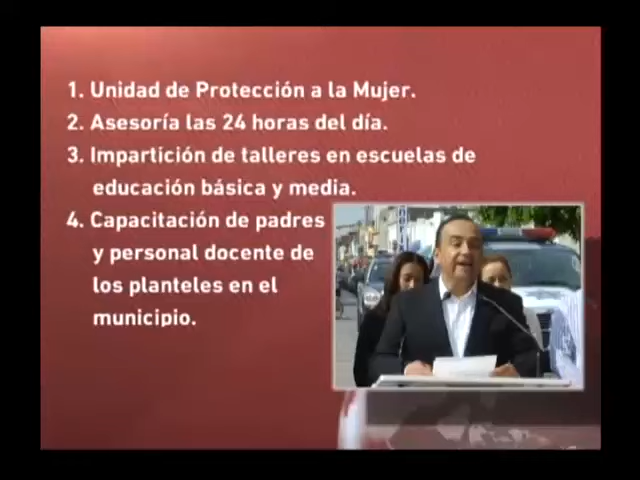 1. Unidad de Protección a la Mujer.
2. Asesoría las 24 horas del día.
3. Impartición de talleres en escuelas de
educación básica y media.
4. Capacitación de padres
y personal docente de
los planteles en el
municipio.